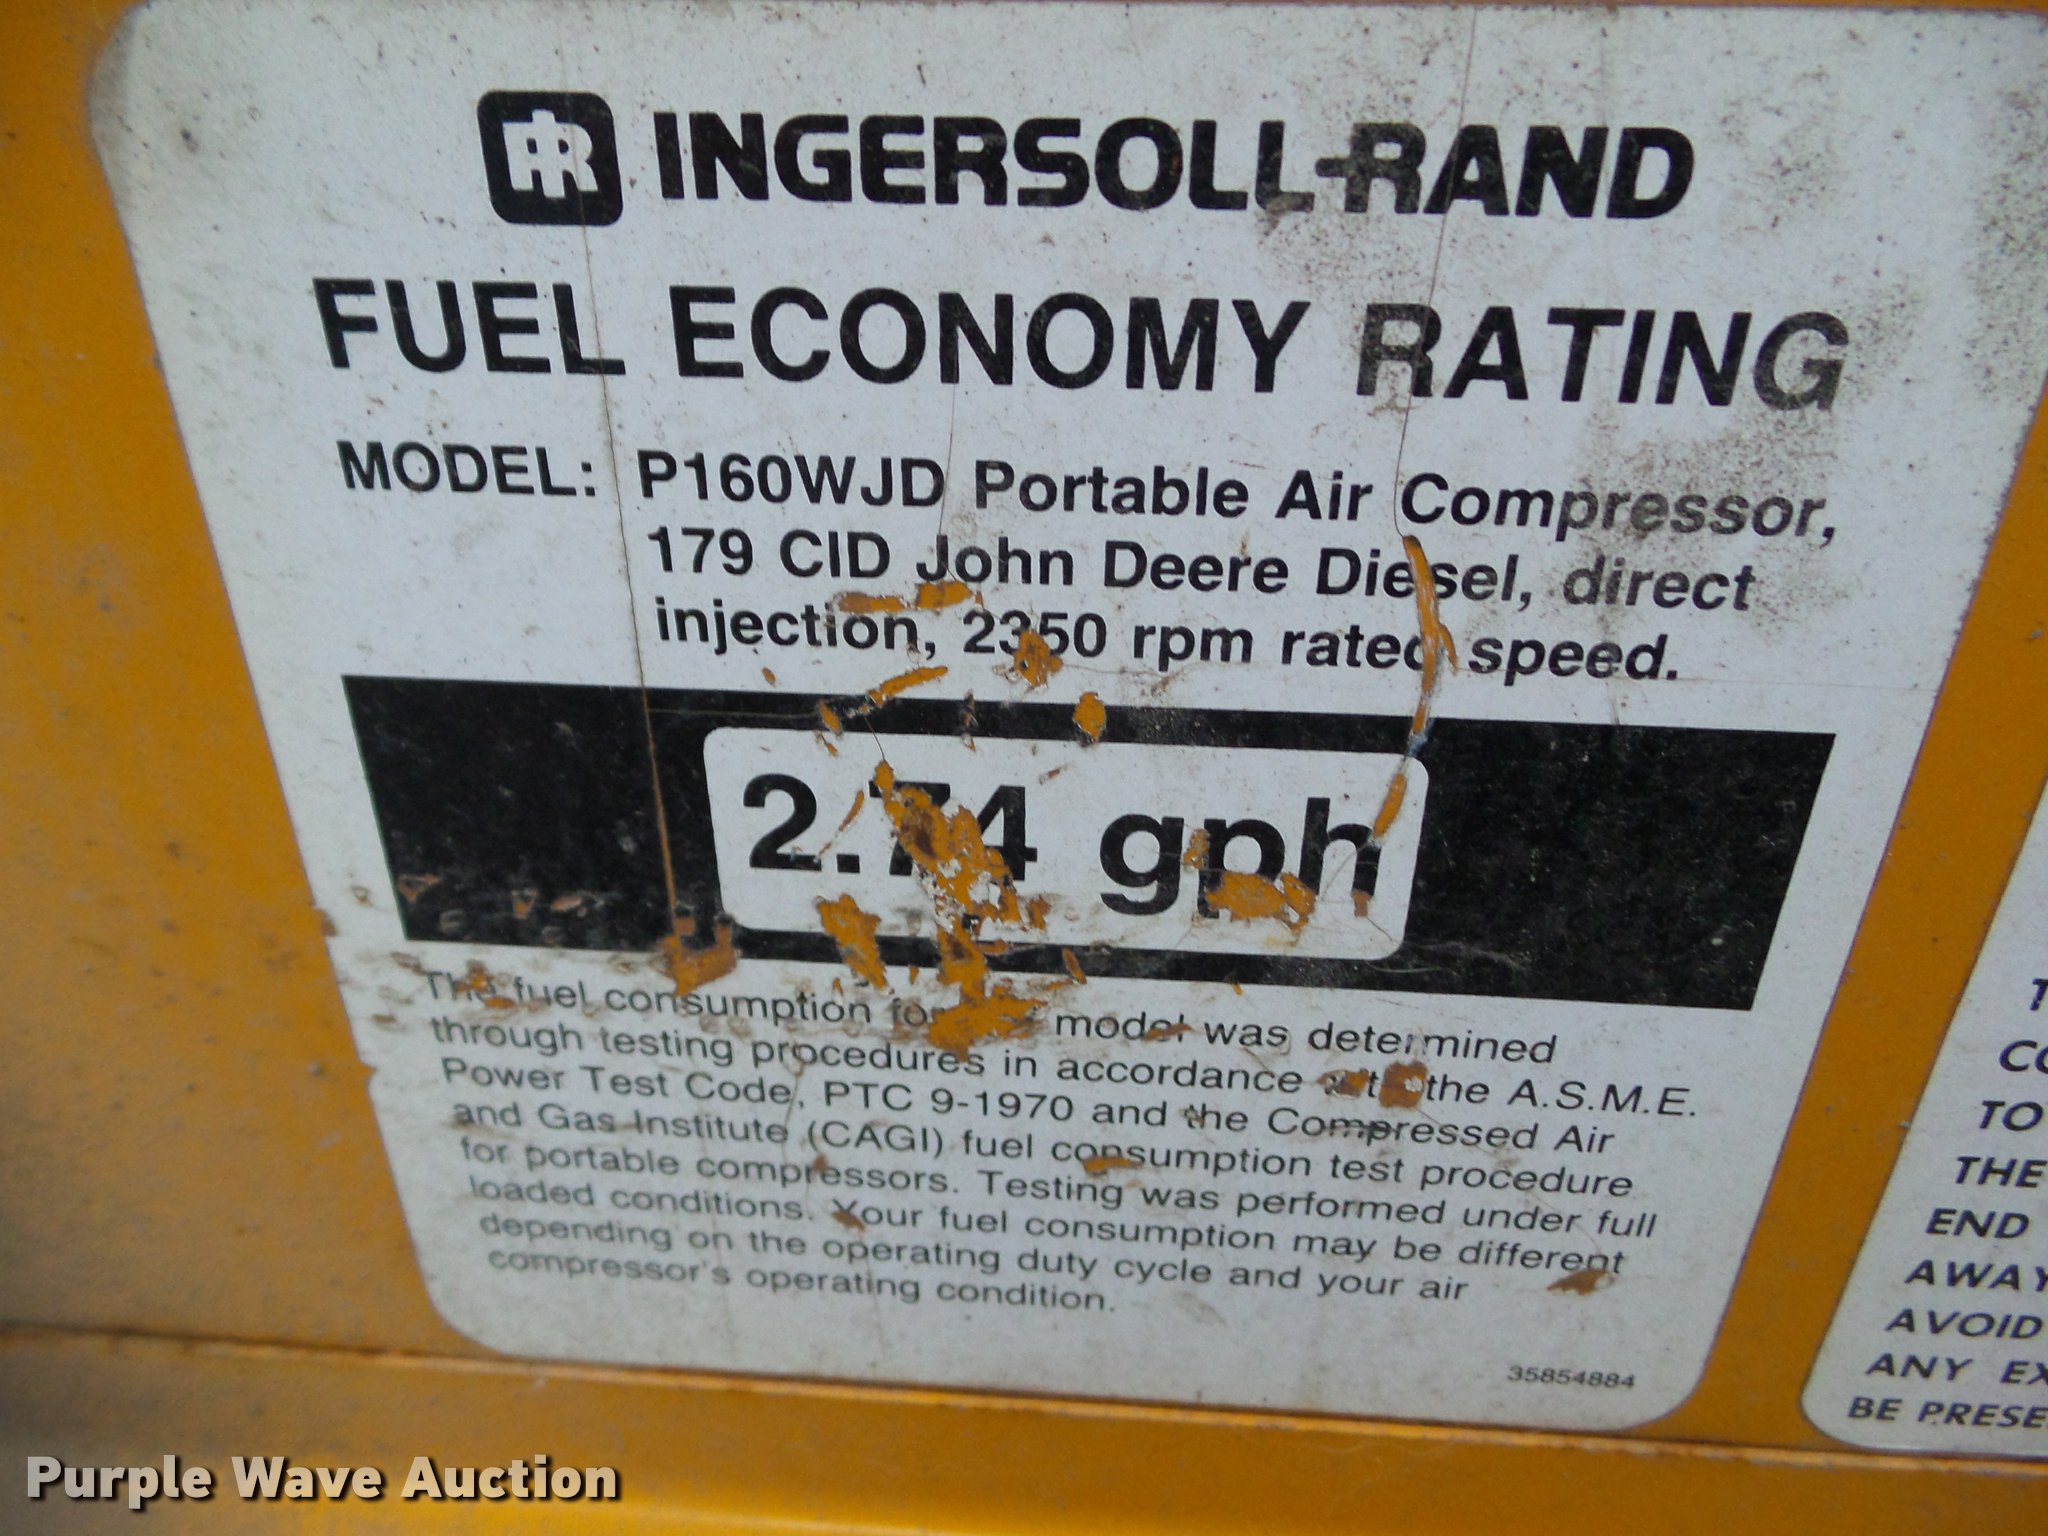 IR INGERSOLL-RAND
FUEL ECONOMY RATING
MODEL: P160WJD Portable Air Compressor,
179 CID John Deere Diesel, direct
injection, 2350 rpm rated speed.
2.74 gph
The fuel consumption for model was determined
through testing procedures in accordance the A.S.M.E.
Power Test Code, PTC 9-1970 and the Compressed Air
and Gas Institute (CAGI) fuel consumption test procedure
for portable compressors. Testing was performed under full
loaded conditions. Your fuel consumption may be different
depending on the operating duty cycle and your air
compressor's operating condition.
35854884
TO
THE
END
AWAY
AVOID
ANY EX
BE PRESE
Purple Wave Auction